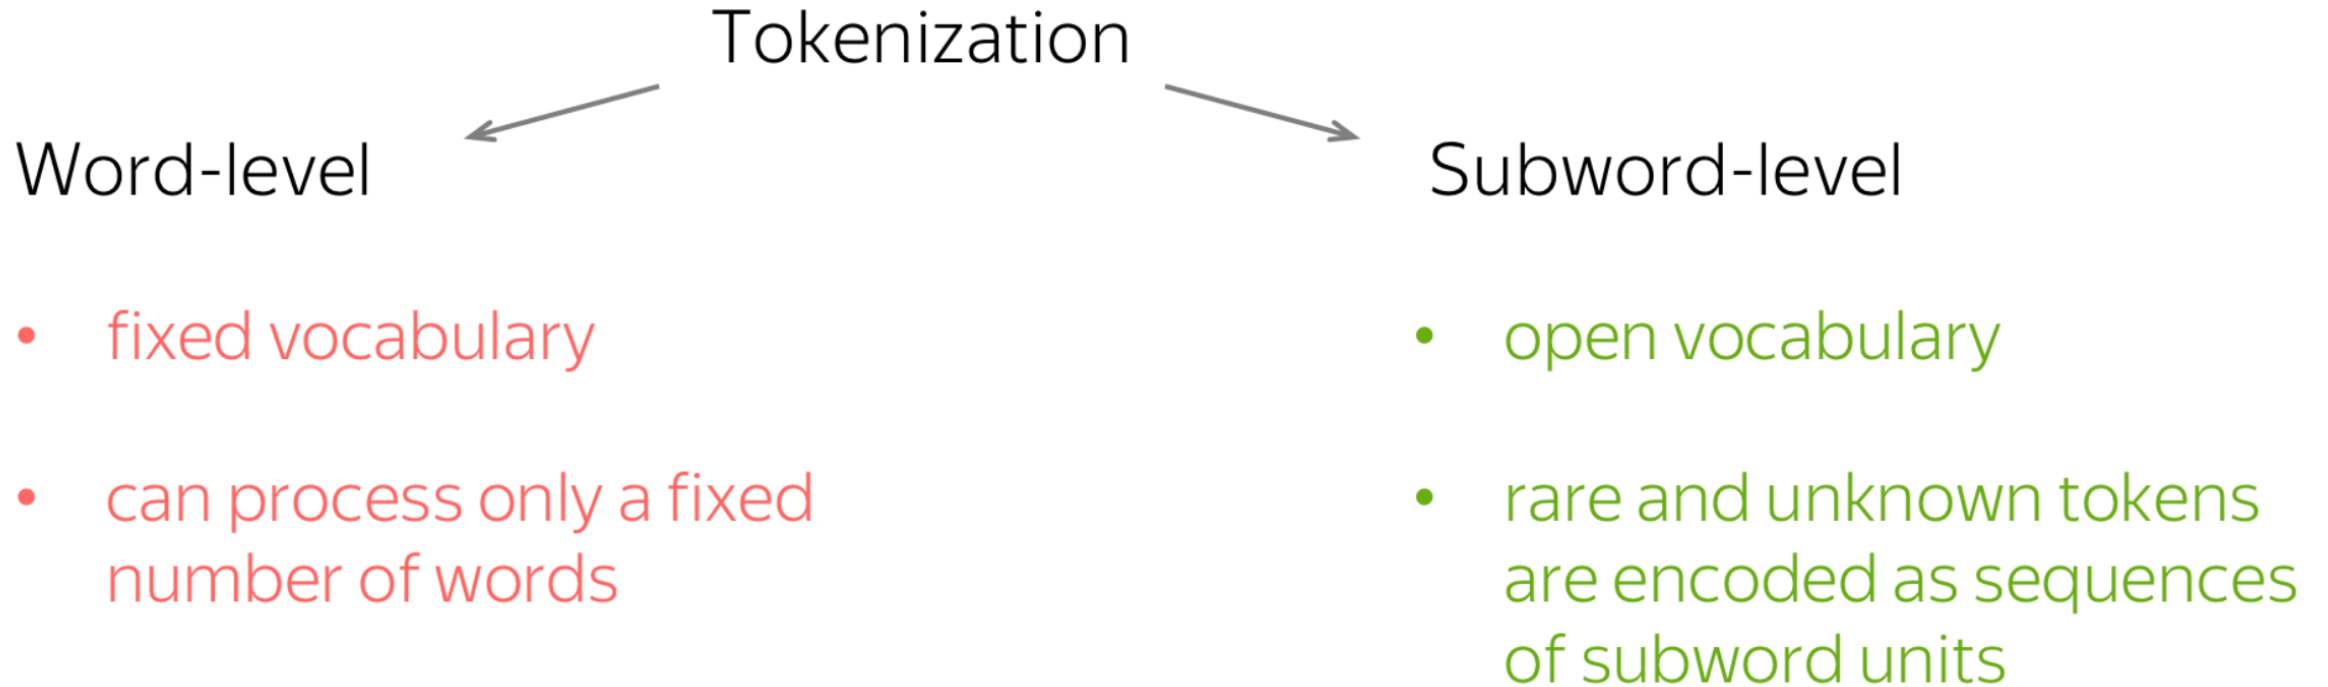 Tokenization
Word-level
• fixed vocabulary
• can process only a fixed
number of words
Subword-level
• open vocabulary
• rare and unknown tokens
are encoded as sequences
of subword units